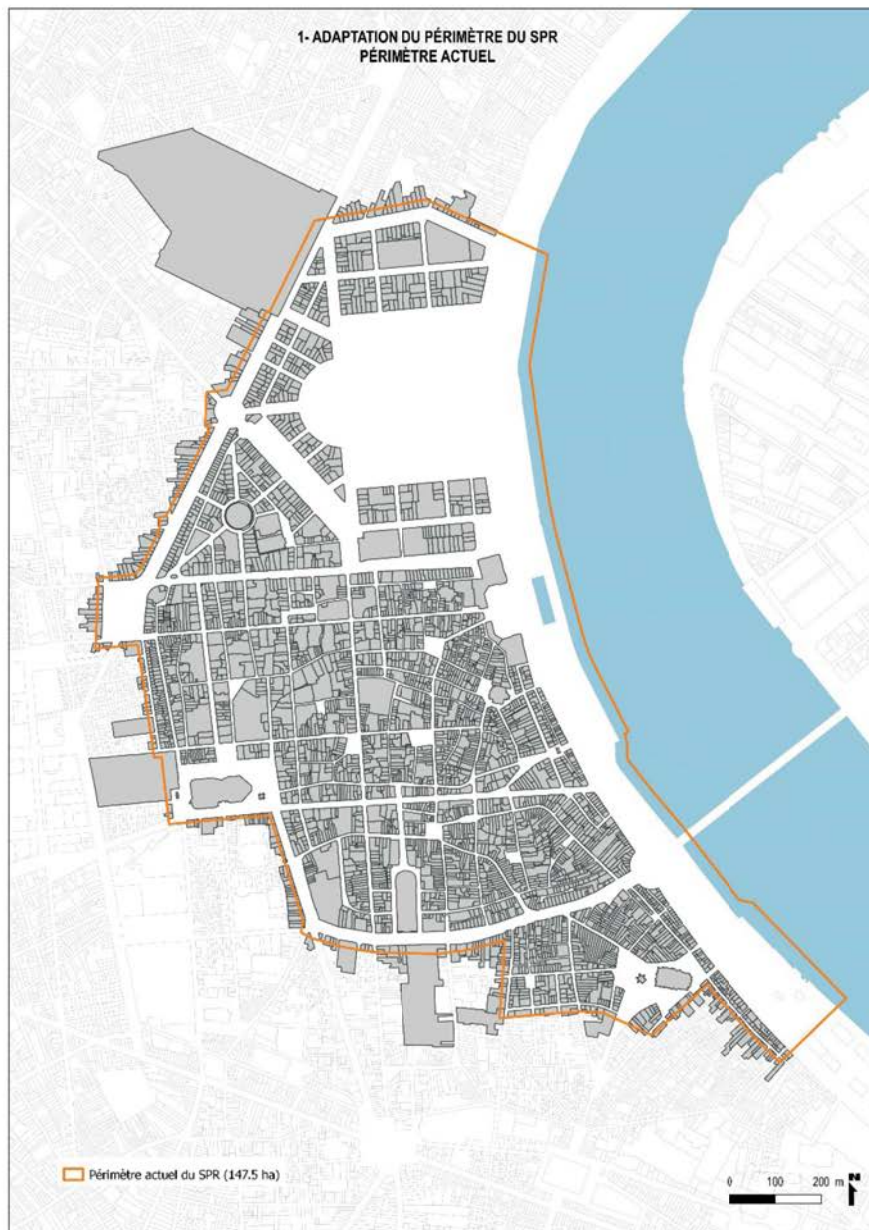 1- ADAPTATION DU PÉRIMÈTRE DU SPR
PÉRIMÈTRE ACTUEL
Périmètre actuel du SPR (147.5 ha)
0 100 200 m
N